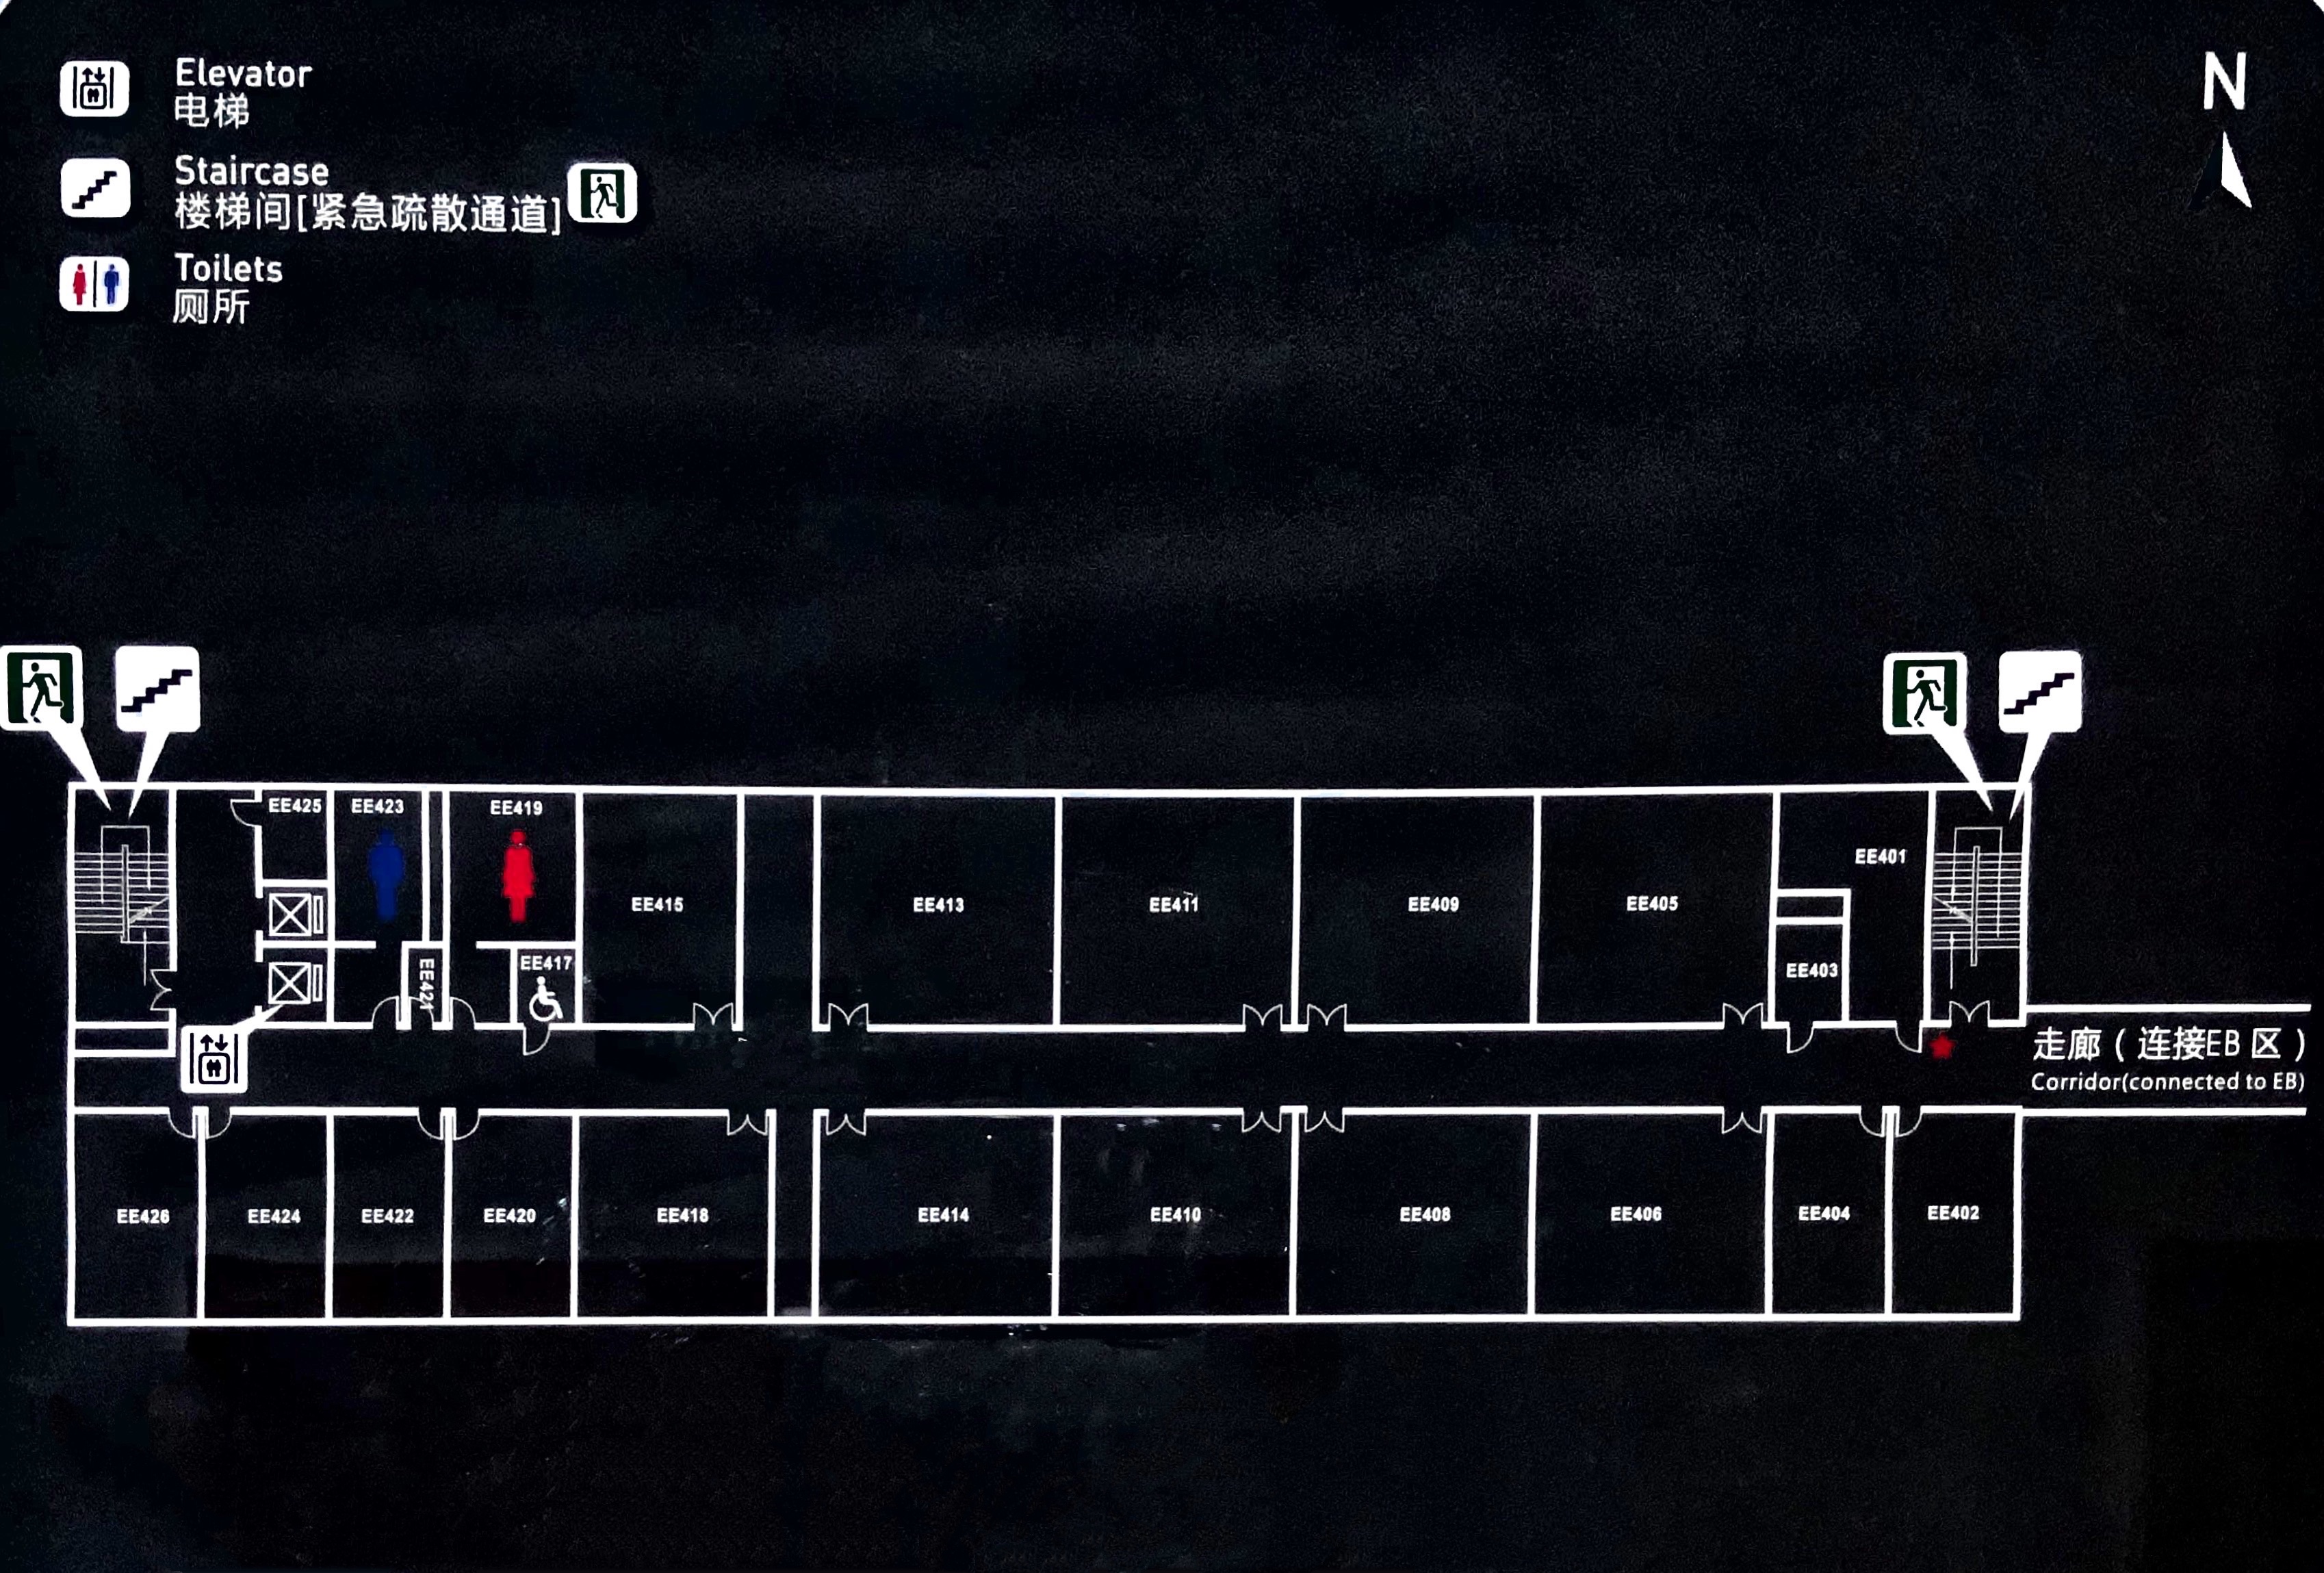 Elevator
电梯
N
Staircase
楼梯间[紧急疏散通道]
Toilets
厕所
EE425
EE423
EE419
EE401
EE415
EE413
EE411
EE409
EE405
EE417
EE421
EE403
走廊（连接EB 区）
Corridor(connected to EB)
EE426
EE424
EE422
EE420
EE418
EE414
EE410
EE408
EE406
EE404
EE402